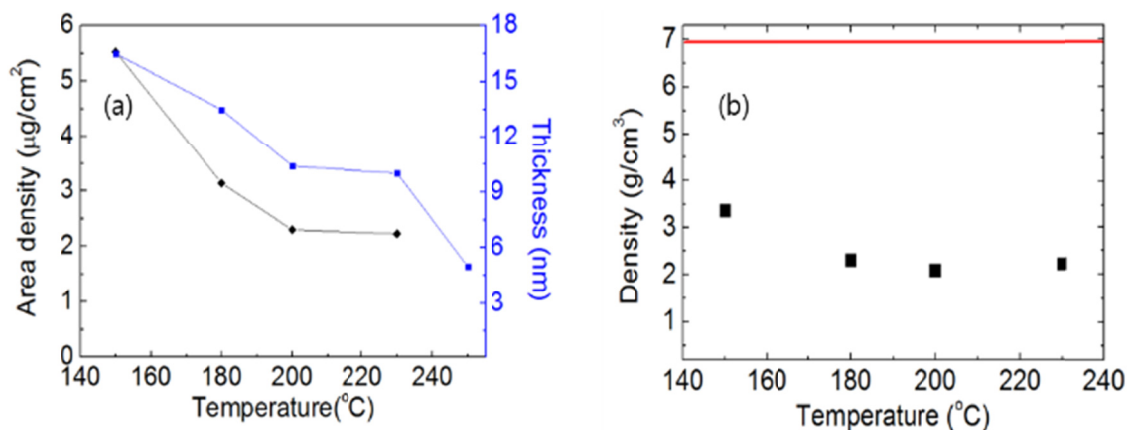 (a)
Area density (μg/cm²)
6
5
4
3
2
1
0
18
15
12
9
6
3
Thickness (nm)
140 160 180 200 220 240
Temperature(°C)
(b)
Density (g/cm³)
7
6
5
4
3
2
1
140 160 180 200 220 240
Temperature (°C)